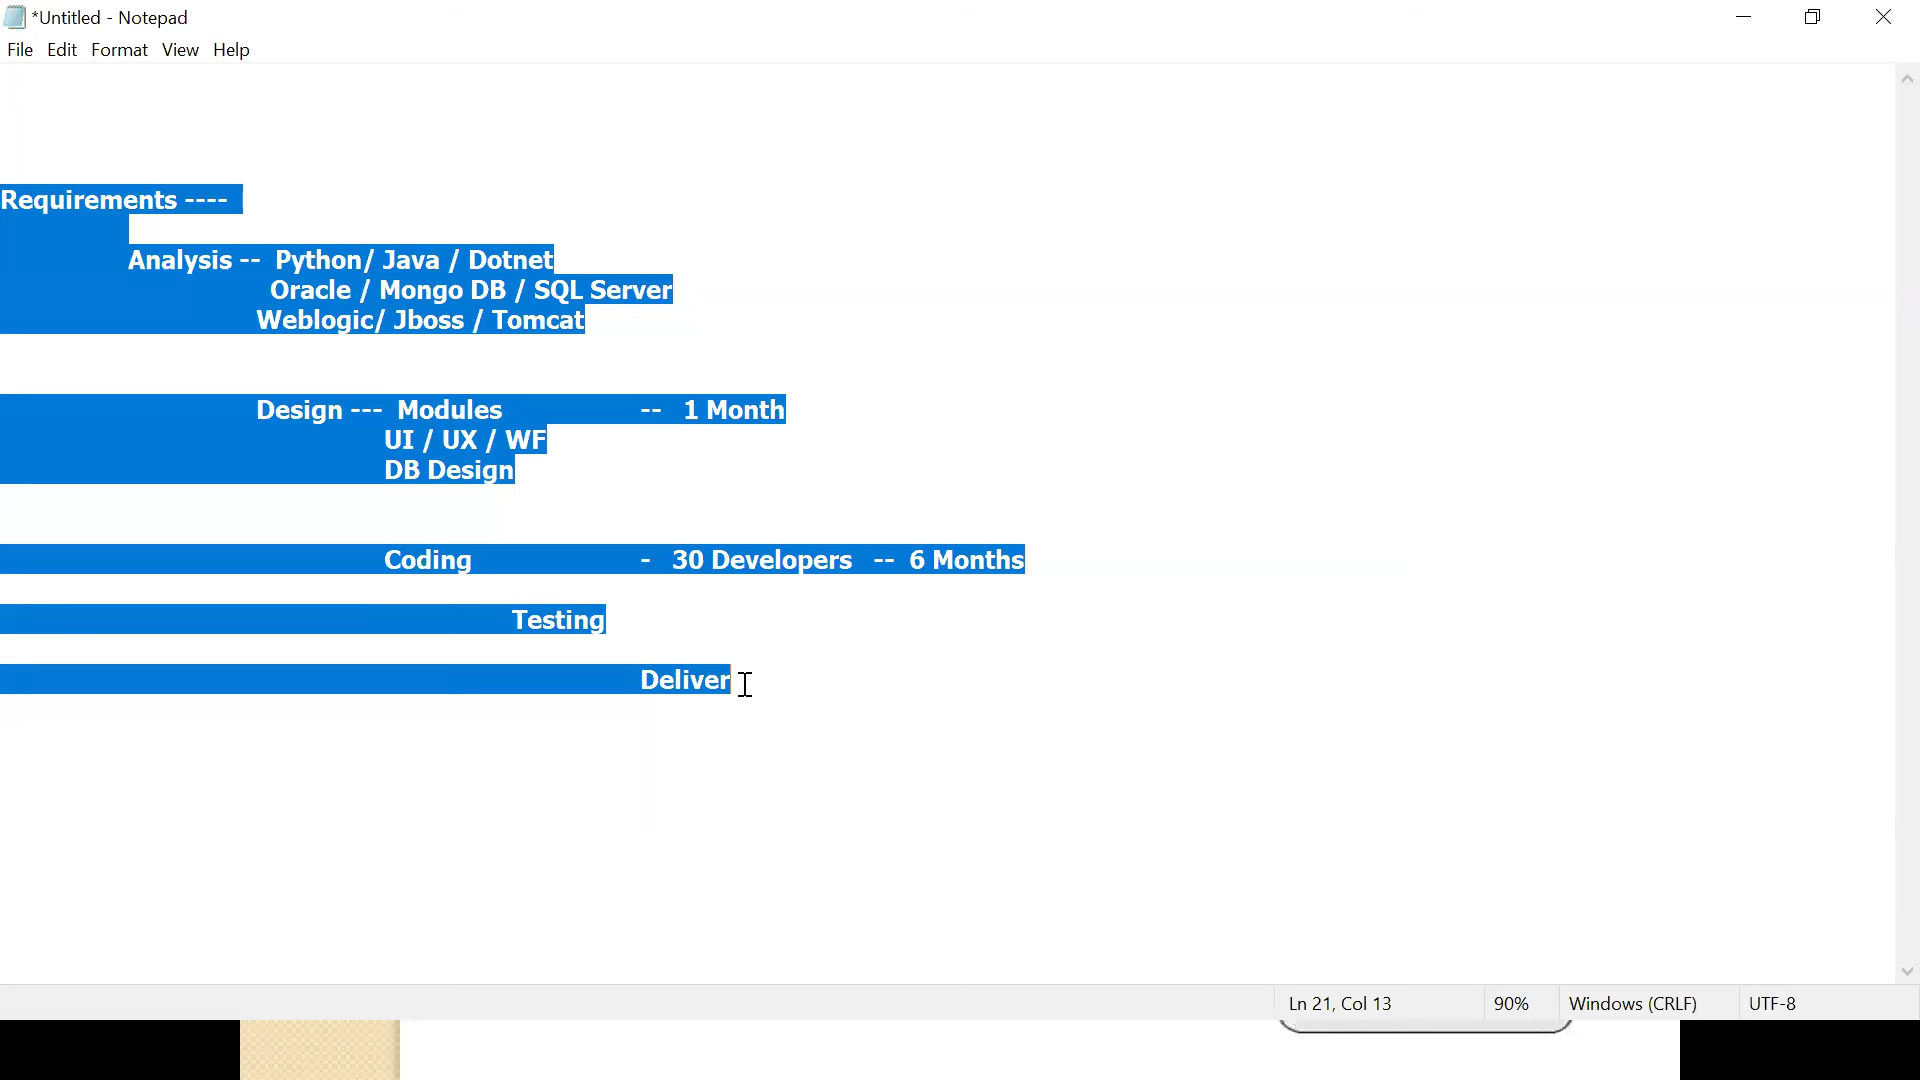 *Untitled - Notepad
File Edit Format View Help
Requirements ----
Analysis -- Python/ Java / Dotnet
Oracle / Mongo DB / SQL Server
Weblogic/ Jboss / Tomcat
Design --- Modules -- 1 Month
UI / UX / WF
DB Design
Coding - 30 Developers -- 6 Months
Testing
Deliver
Ln 21, Col 13 90% Windows (CRLF) UTF-8